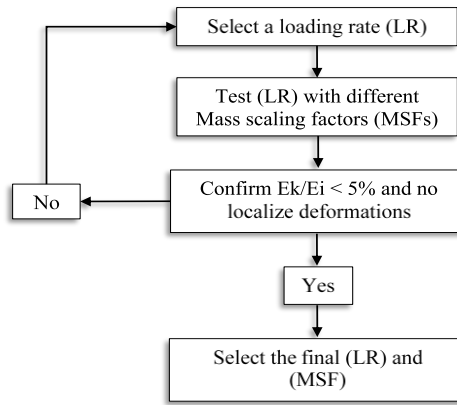 Select a loading rate (LR)
Test (LR) with different
Mass scaling factors (MSFs)
Confirm Ek/Ei < 5% and no
localize deformations
No
Yes
Select the final (LR) and
(MSF)